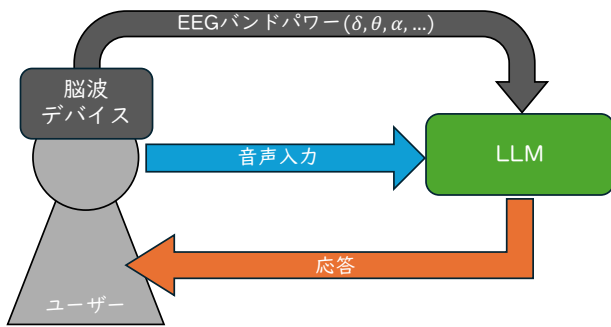 EEGバンドパワー(δ,θ,α,...)
脳波
デバイス
音声入力
LLM
応答
ユーザー